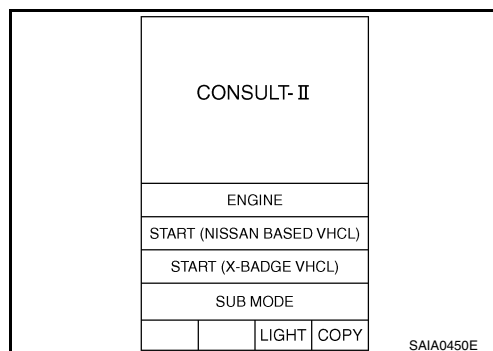 CONSULT-II
ENGINE
START (NISSAN BASED VHCL)
START (X-BADGE VHCL)
SUB MODE
LIGHT COPY
SAIA0450E